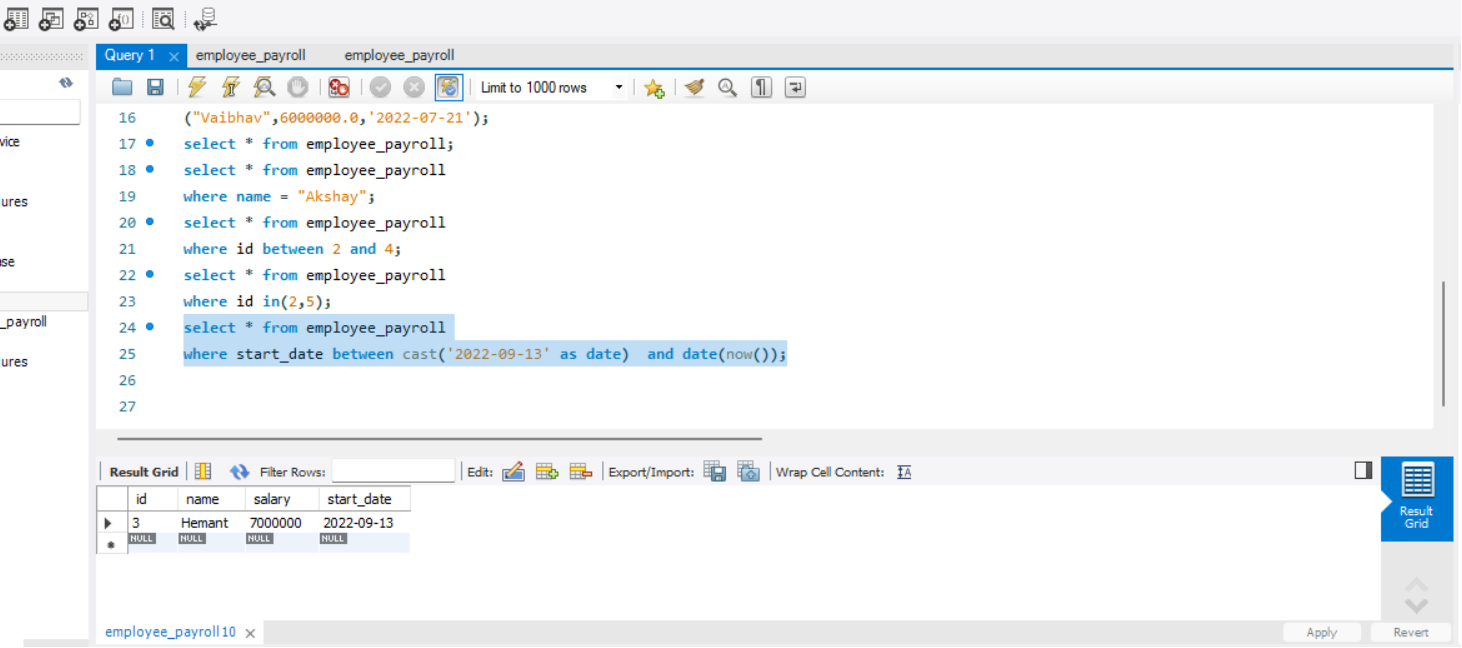 Query 1 employee_payroll employee_payroll
Limit to 1000 rows
vice
ures
se
_payroll
ures
16 ("Vaibhav",6000000.0,'2022-07-21');
17 select * from employee_payroll;
18 select * from employee_payroll
19 where name = "Akshay";
20 select * from employee_payroll
21 where id between 2 and 4;
22 select * from employee_payroll
23 where id in(2,5);
24 select * from employee_payroll
25 where start_date between cast('2022-09-13' as date)  and date(now());
26
27
Result Grid Filter Rows: Edit: Export/Import: Wrap Cell Content: IA
id name salary start_date
3 Hemant 7000000 2022-09-13
NULL NULL NULL NULL
Result
Grid
employee_payroll 10
Apply Revert